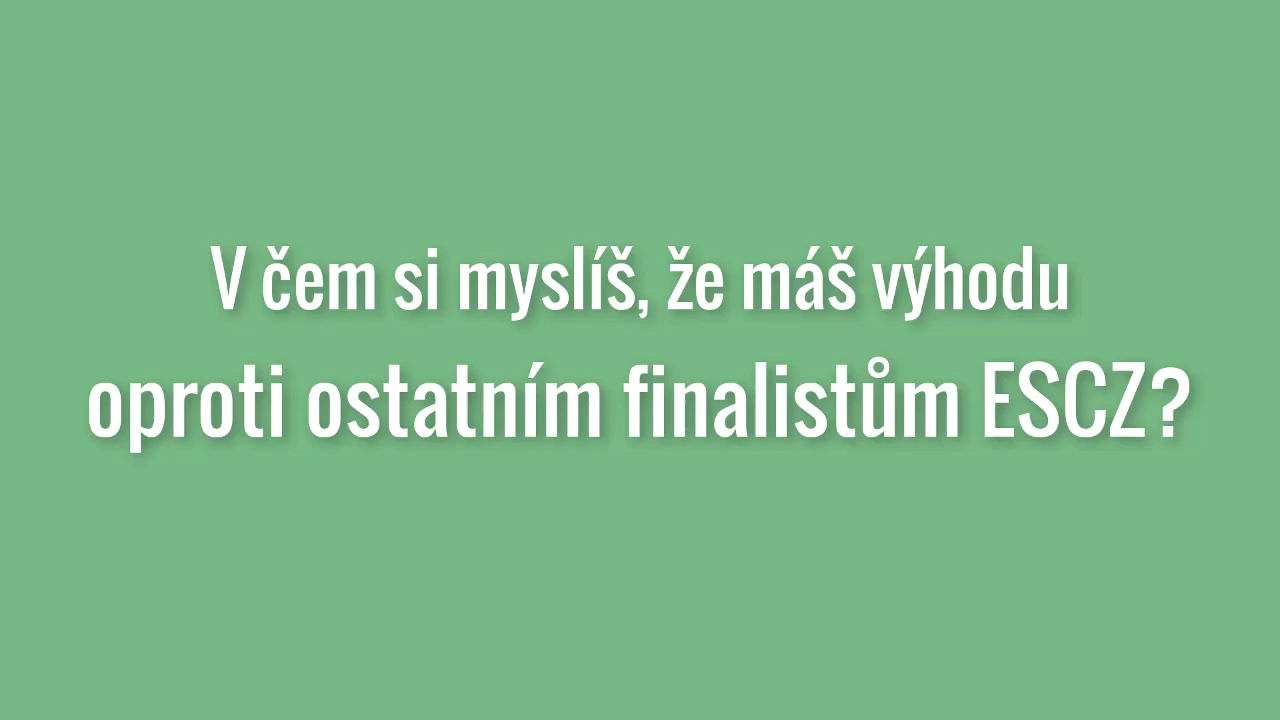 V čem si myslíš, že máš výhodu
oproti ostatním finalistům ESCZ?